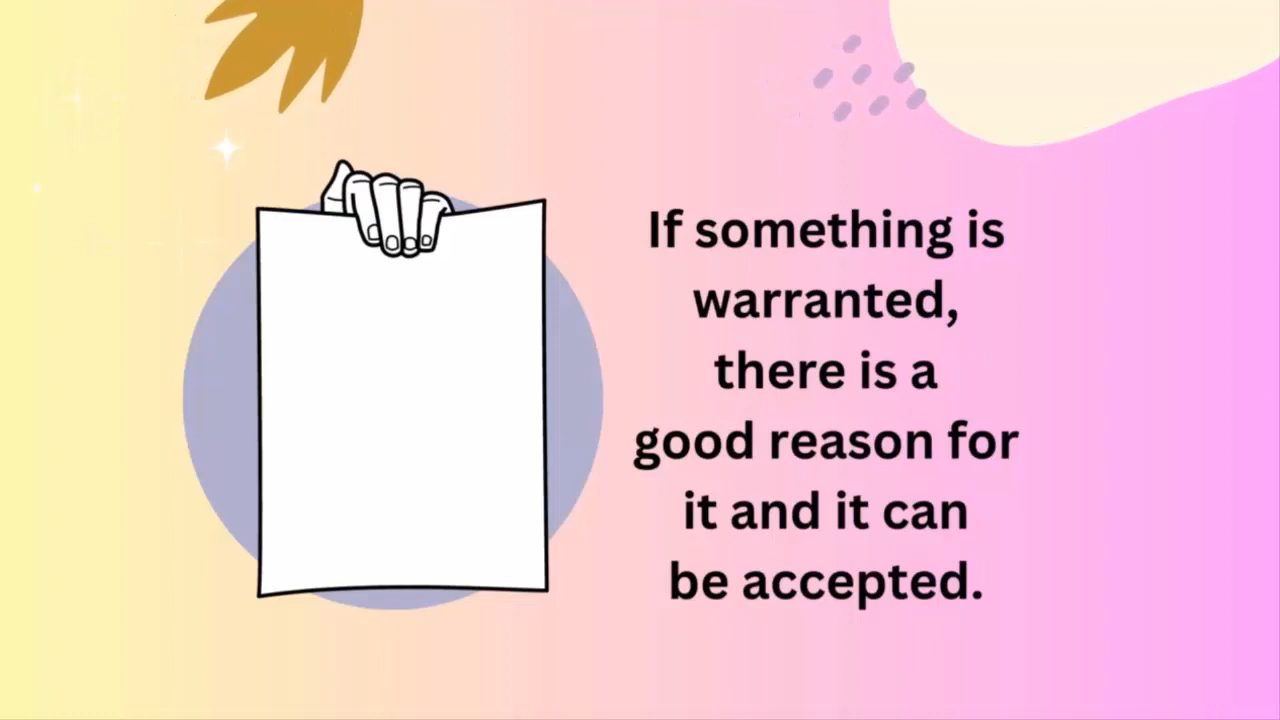 If something is
warranted,
there is a
good reason for
it and it can
be accepted.